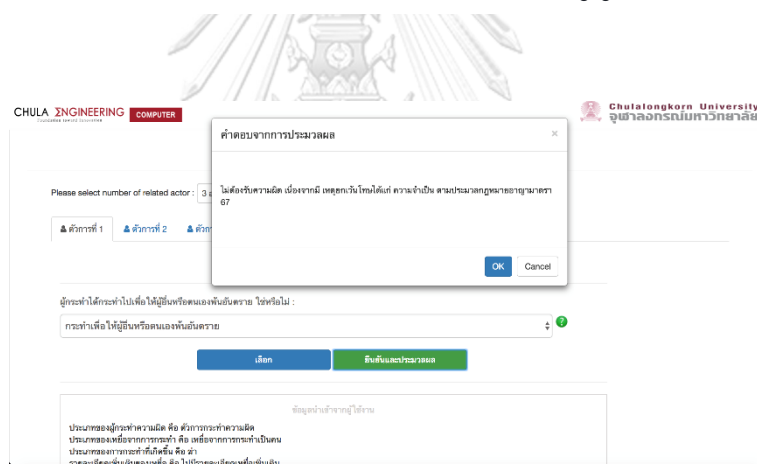 CHULA ΣNGINEERING COMPUTER
Chulalongkorn University
จุฬาลงกรณ์มหาวิทยาลัย
คำตอบจากการประมวลผล ×
ไม่ต้องรับความผิด เนื่องจากมี เหตุยกเว้นโทษได้แก่ ความจำเป็น ตามประมวลกฎหมายอาญามาตรา
67
Please select number of related actor : 3
ตัวการที่ 1 ตัวการที่ 2
OK Cancel
ผู้กระทำได้กระทำไปเพื่อให้ผู้อื่นหรือตนเองพ้นอันตราย ใช่หรือไม่ :
กระทำเพื่อให้ผู้อื่นหรือตนเองพ้นอันตราย
เลือก ยืนยันและประมวลผล
ข้อมูลนำเข้าจากผู้ใช้งาน
ประเภทของผู้กระทำความผิด คือ ตัวการกระทำความผิด
ประเภทของเหยื่อจากการกระทำ คือ เหยื่อจากการกระทำเป็นคน
ประเภทของการกระทำที่เกิดขึ้น คือ ฆ่า